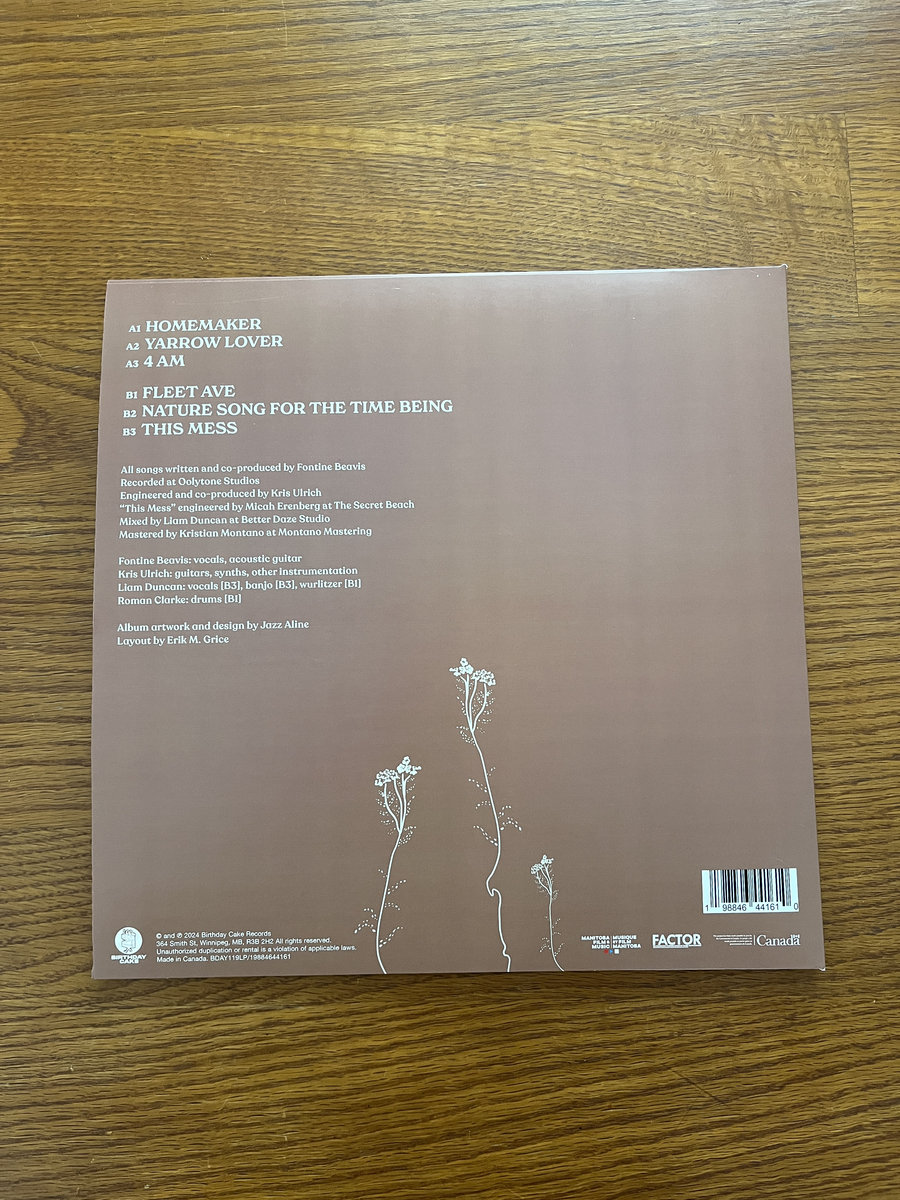 A1 HOMEMAKER
A2 YARROW LOVER
A3 4 AM
B1 FLEET AVE
B2 NATURE SONG FOR THE TIME BEING
B3 THIS MESS
All songs written and co-produced by Fontine Beavis
Recorded at Oolytone Studios
Engineered and co-produced by Kris Ulrich
“This Mess” engineered by Micah Erenberg at The Secret Beach
Mixed by Liam Duncan at Better Daze Studio
Mastered by Kristian Montano at Montano Mastering
Fontine Beavis: vocals, acoustic guitar
Kris Ulrich: guitars, synths, other instrumentation
Liam Duncan: vocals [B3], banjo [B3], wurlitzer [B1]
Roman Clarke: drums [B1]
Album artwork and design by Jazz Aline
Layout by Erik M. Grice
1 98846 44161 0
BIRTHDAY
CAKE
© and ℗ 2024 Birthday Cake Records
364 Smith St, Winnipeg, MB, R3B 2H2 All rights reserved.
Unauthorized duplication or rental is a violation of applicable laws.
Made in Canada. BDAY119LP/19884644161
MANITOBA MUSIQUE
FILM & ET FILM
MUSIC MANITOBA
FACTOR
Canada